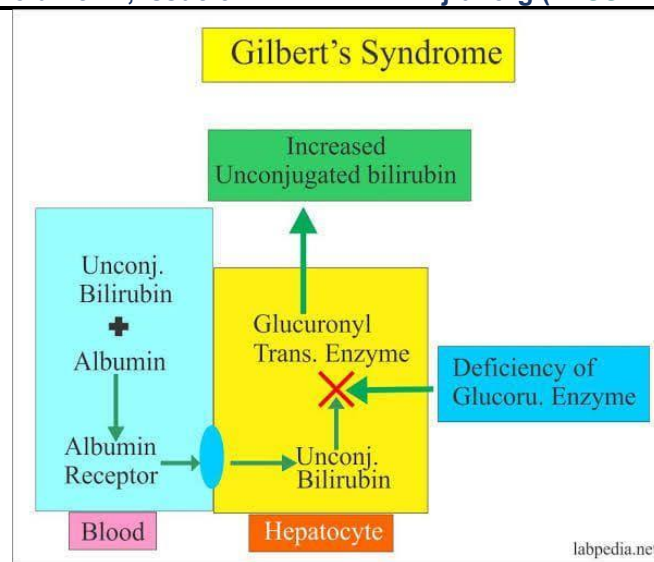 Gilbert's Syndrome
Increased
Unconjugated bilirubin
Unconj.
Bilirubin
Albumin
Albumin
Receptor
Glucuronyl
Trans. Enzyme
Unconj.
Bilirubin
Deficiency of
Glucoru. Enzyme
Blood
Hepatocyte
labpedia.net